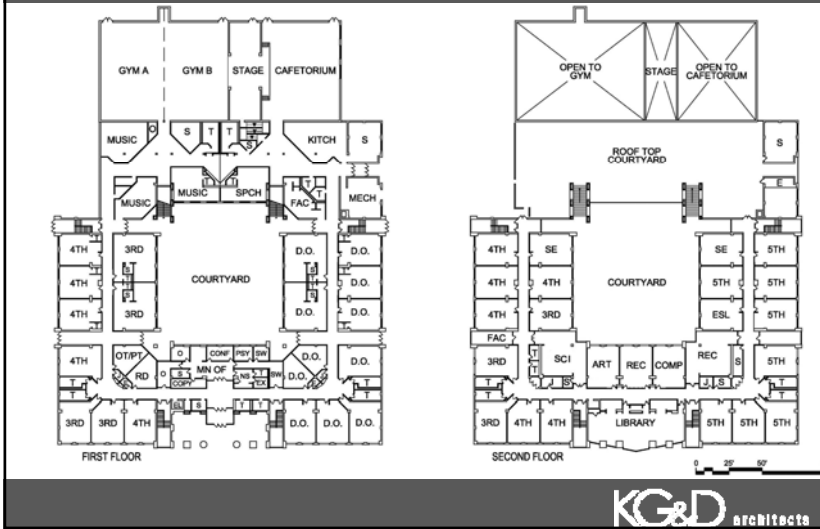 GYM A
GYM B
STAGE
CAFETORIUM
MUSIC
O
S
T
T
S
KITCH
S
MUSIC
T
T
MUSIC
SPCH
FAC
T
T
MECH
4TH
3RD
D.O.
D.O.
T
S
S
T
4TH
T
T
COURTYARD
T
T
D.O.
S
S
4TH
3RD
D.O.
D.O.
4TH
OT/PT
O
CONF
PSY
SW
D.O.
D.O.
RD
O
S
MN OF
NS
T
SW
D.O.
COPY
EX
T
T
T
T
EL
S
T
T
3RD
3RD
4TH
D.O.
D.O.
D.O.
FIRST FLOOR
OPEN TO
GYM
STAGE
OPEN TO
CAFETORIUM
ROOF TOP
COURTYARD
S
E
4TH
SE
SE
5TH
4TH
4TH
COURTYARD
5TH
5TH
4TH
3RD
ESL
5TH
FAC
3RD
T
T
SCI
ART
REC
COMP
REC
S
5TH
J
S
J
S
T
T
T
T
3RD
4TH
4TH
LIBRARY
5TH
5TH
5TH
SECOND FLOOR
0 25' 50'
KG&D architects